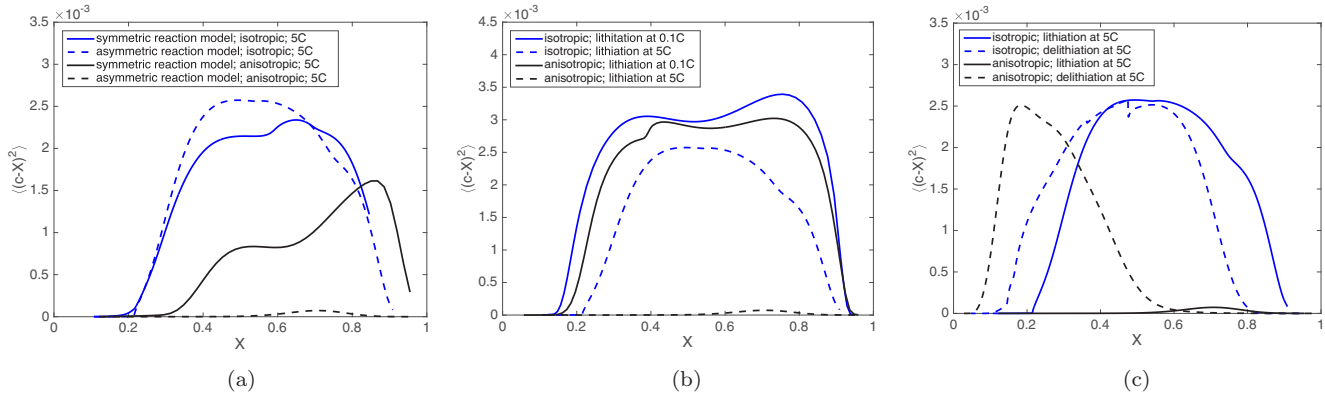 ×10⁻³
3.5
3
2.5
2
1.5
1
0.5
0
⟨(c-X)²⟩
symmetric reaction model; isotropic; 5C
asymmetric reaction model; isotropic; 5C
symmetric reaction model; anisotropic; 5C
asymmetric reaction model; anisotropic; 5C
0 0.2 0.4 0.6 0.8 1
X
(a)
×10⁻³
4.5
4
3.5
3
2.5
2
1.5
1
0.5
0
⟨(c-X)²⟩
isotropic; lithitation at 0.1C
isotropic; lithiation at 5C
anisotropic; lithiation at 0.1C
anisotropic; lithiation at 5C
0 0.2 0.4 0.6 0.8 1
X
(b)
×10⁻³
3.5
3
2.5
2
1.5
1
0.5
0
⟨(c-X)²⟩
isotropic; lithiation at 5C
isotropic; delithiation at 5C
anisotropic; lithiation at 5C
anisotropic; delithiation at 5C
0 0.2 0.4 0.6 0.8 1
X
(c)